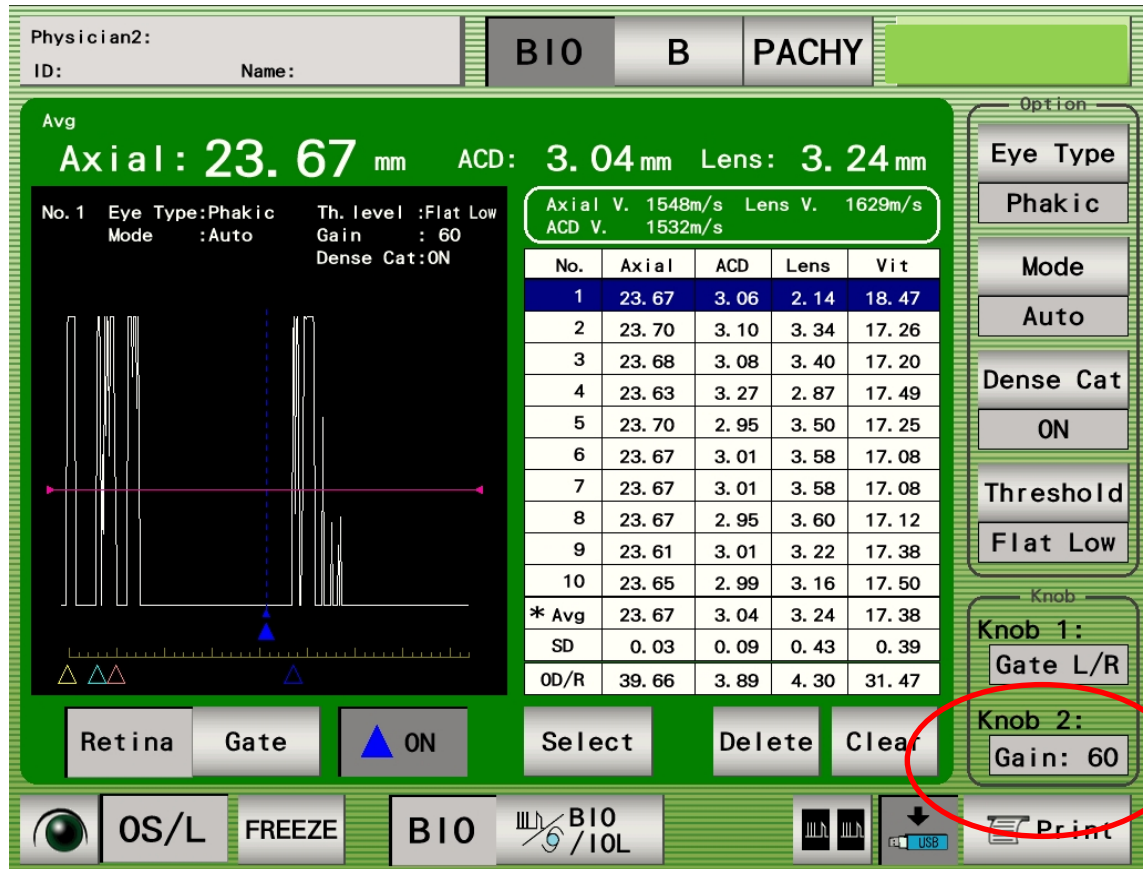 Physician2:
ID: Name:
BIO B PACHY
Avg
Axial: 23.67 mm ACD: 3.04 mm Lens: 3.24 mm
No. 1 Eye Type:Phakic Th. level :Flat Low
Mode :Auto Gain : 60
Dense Cat:ON
Axial V. 1548m/s Lens V. 1629m/s
ACD V. 1532m/s
No. Axial ACD Lens Vit
1 23.67 3.06 2.14 18.47
2 23.70 3.10 3.34 17.26
3 23.68 3.08 3.40 17.20
4 23.63 3.27 2.87 17.49
5 23.70 2.95 3.50 17.25
6 23.67 3.01 3.58 17.08
7 23.67 3.01 3.58 17.08
8 23.67 2.95 3.60 17.12
9 23.61 3.01 3.22 17.38
10 23.65 2.99 3.16 17.50
* Avg 23.67 3.04 3.24 17.38
SD 0.03 0.09 0.43 0.39
OD/R 39.66 3.89 4.30 31.47
Retina Gate ON Select Delete Clear
Option
Eye Type
Phakic
Mode
Auto
Dense Cat
ON
Threshold
Flat Low
Knob
Knob 1:
Gate L/R
Knob 2:
Gain: 60
OS/L FREEZE BIO BIO/IOL USB Print